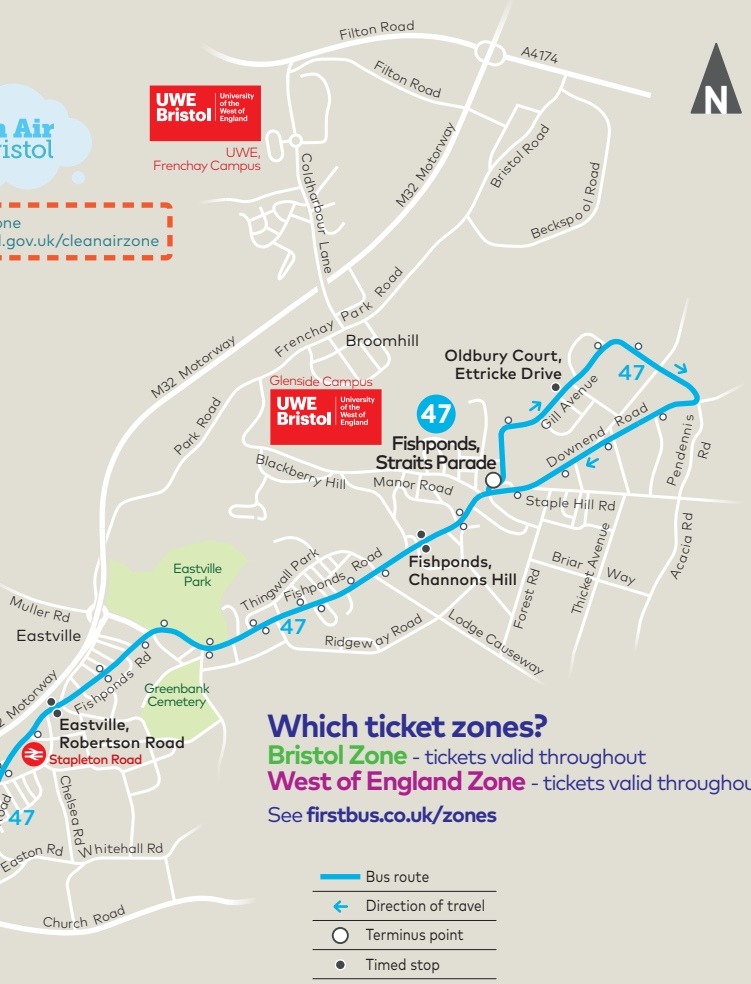 Filton Road
A4174
Filton Road
N
UWE
Bristol
University
of the
West of
England
UWE,
Frenchay Campus
Air
Coldharbour Lane
M32 Motorway
Bristol Road
Beckspool Road
.gov.uk/cleanairzone
Frenchay Park Road
Broomhill
M32 Motorway
Oldbury Court,
Ettricke Drive
47
Glenside Campus
UWE
Bristol
University
of the
West of
England
47
Fishponds,
Straits Parade
Gill Avenue
Park Road
Downend Road
Pendennis
Rd
Blackberry Hill
Manor Road
Staple Hill Rd
Acacia Rd
Eastville
Park
Thingwall Park
Fishponds Road
Fishponds,
Channons Hill
Briar Way
Thicket Avenue
Forest Rd
Muller Rd
Eastville
47
Ridgeway Road
Lodge Causeway
Fishponds Rd
Greenbank
Cemetery
Motorway
Eastville,
Robertson Road
Stapleton Road
47
Chelsea Rd
Easton Rd
Whitehall Rd
Church Road
Which ticket zones?
Bristol Zone - tickets valid throughout
West of England Zone - tickets valid
See firstbus.co.uk/zones
Bus route
Direction of travel
Terminus point
Timed stop